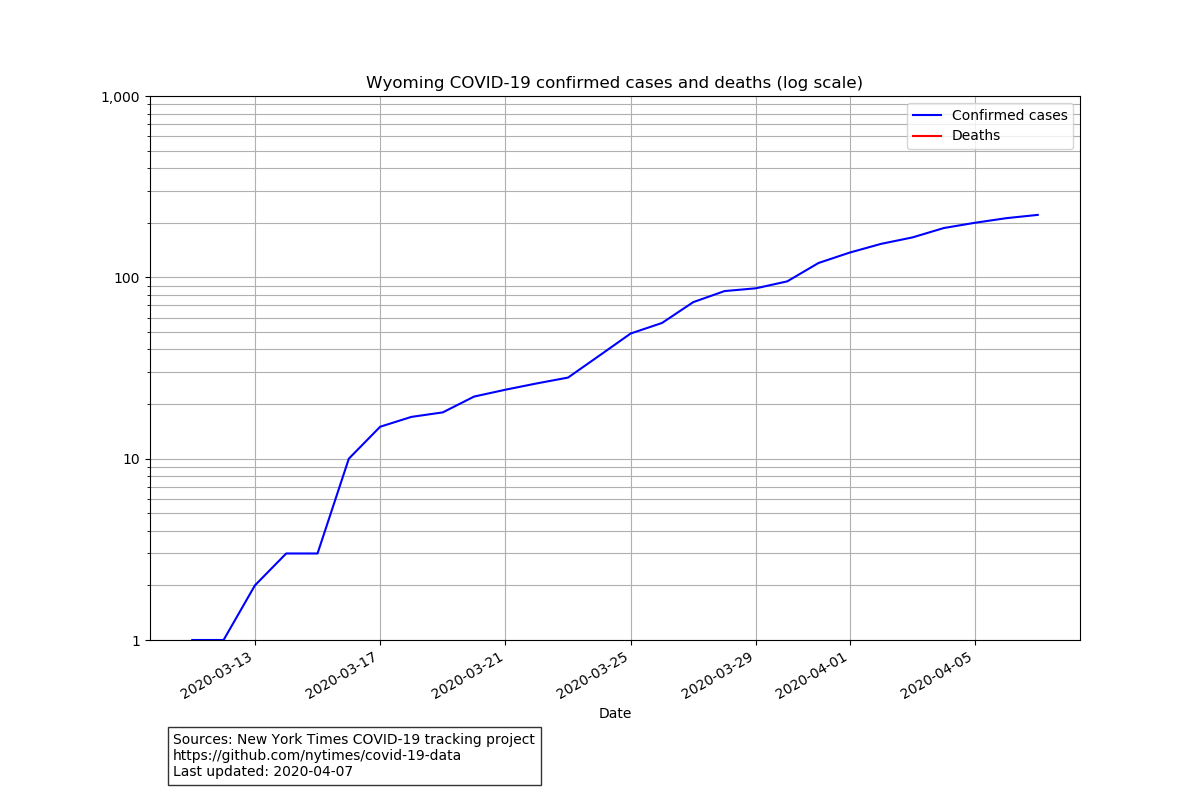 Wyoming COVID-19 confirmed cases and deaths (log scale)
1,000
100
10
1
Confirmed cases
Deaths
2020-03-13
2020-03-17
2020-03-21
2020-03-25
2020-03-29
2020-04-01
2020-04-05
Date
Sources: New York Times COVID-19 tracking project
https://github.com/nytimes/covid-19-data
Last updated: 2020-04-07